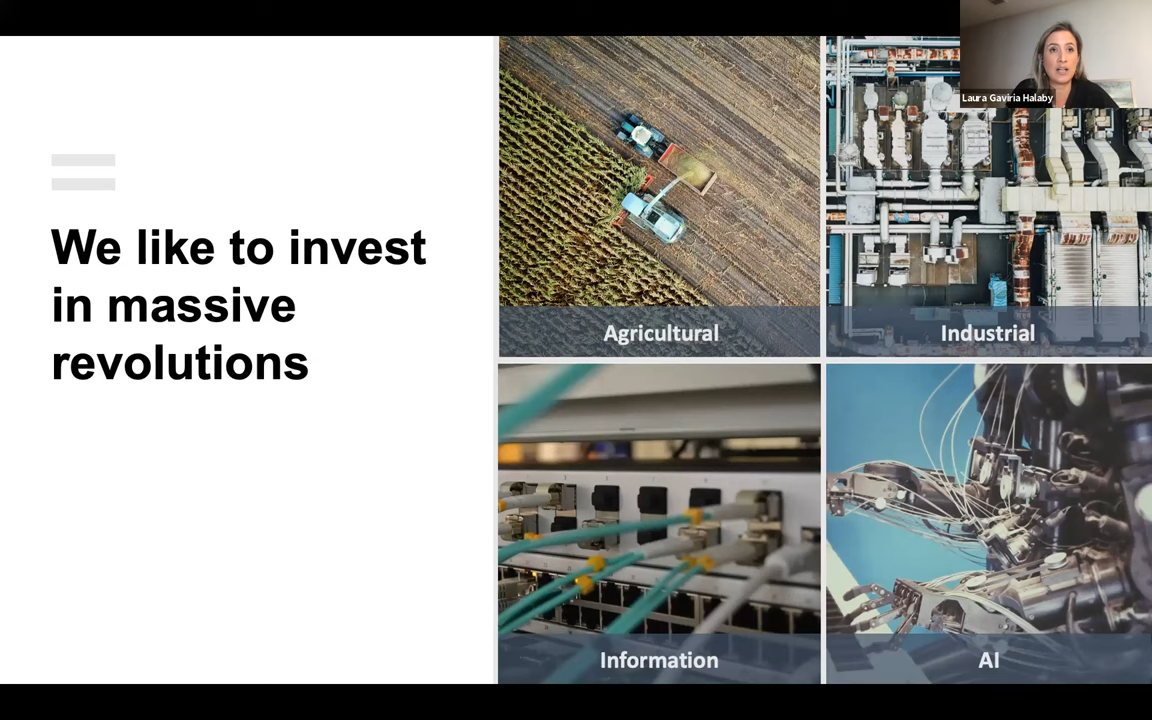 Laura Gaviria Halaby
We like to invest
in massive
revolutions
Agricultural
Industrial
Information
AI